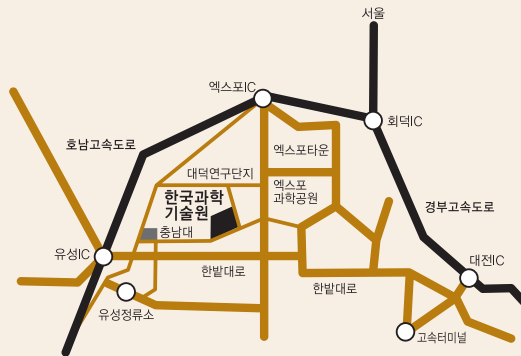 서울
엑스포IC
회덕IC
호남고속도로
엑스포타운
대덕연구단지
엑스포
과학공원
한국과학
기술원
경부고속도로
충남대
유성IC
대전IC
한밭대로
한밭대로
유성정류소
고속터미널